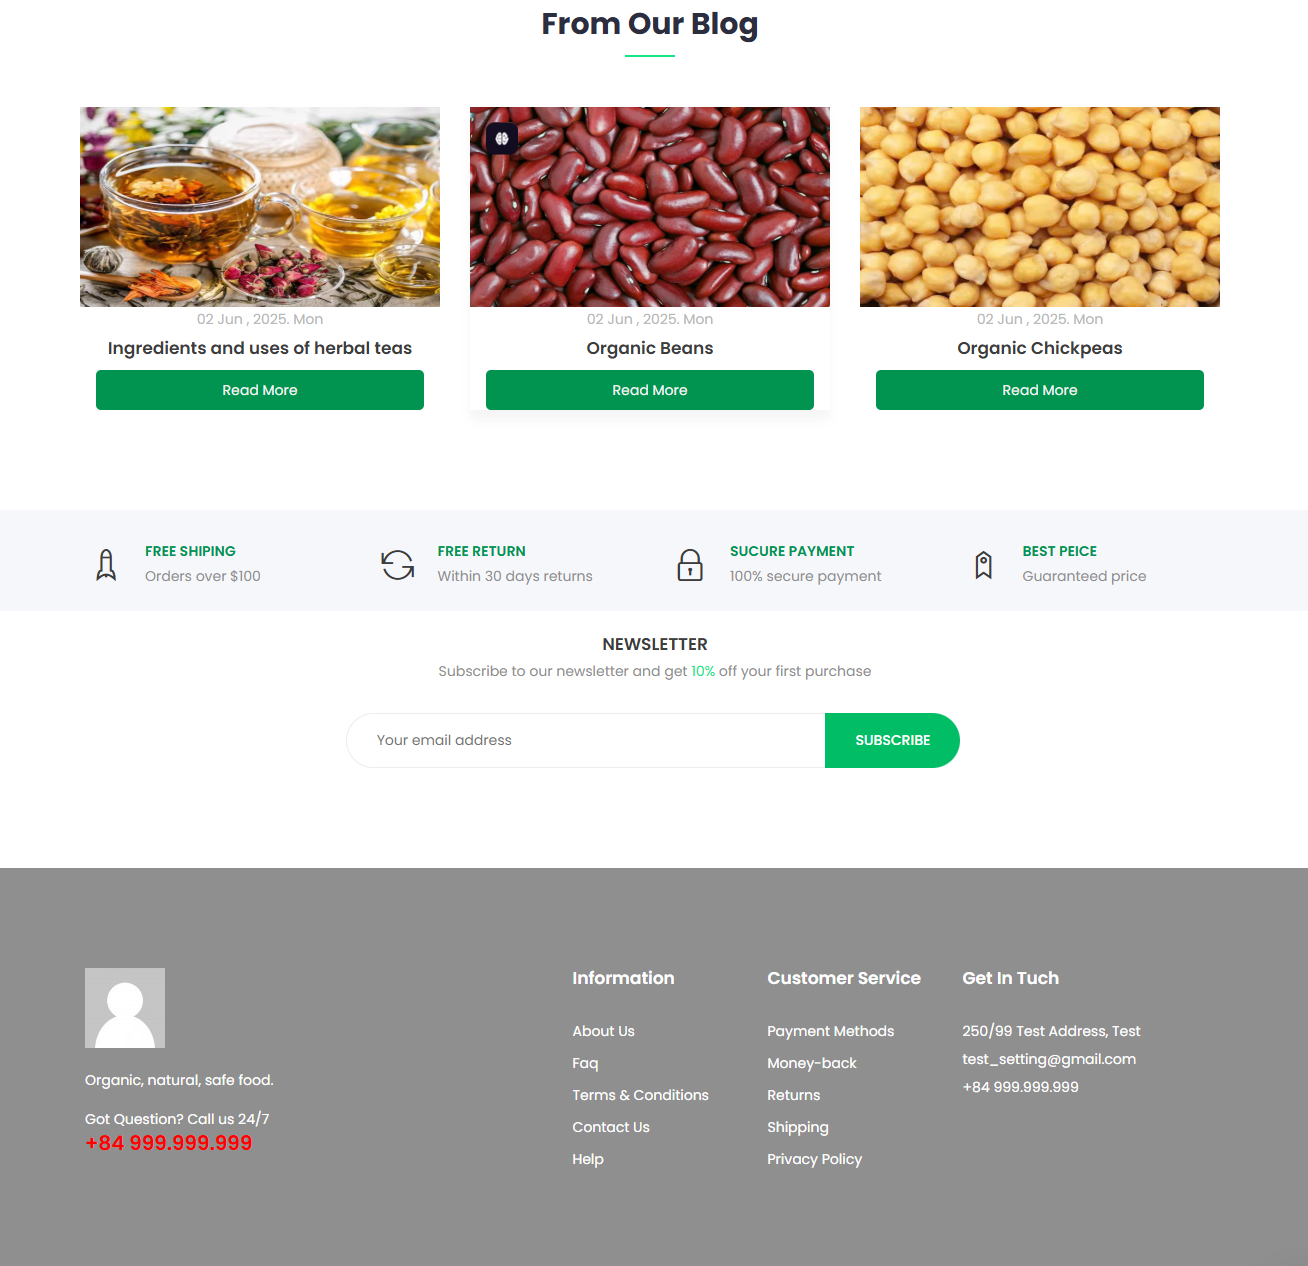 From Our Blog
02 Jun , 2025. Mon
Ingredients and uses of herbal teas
Read More
02 Jun , 2025. Mon
Organic Beans
Read More
02 Jun , 2025. Mon
Organic Chickpeas
Read More
FREE SHIPING
Orders over $100
FREE RETURN
Within 30 days returns
SUCURE PAYMENT
100% secure payment
BEST PEICE
Guaranteed price
NEWSLETTER
Subscribe to our newsletter and get 10% off your first purchase
Your email address
SUBSCRIBE
Organic, natural, safe food.
Got Question? Call us 24/7
+84 999.999.999
Information
About Us
Faq
Terms & Conditions
Contact Us
Help
Customer Service
Payment Methods
Money-back
Returns
Shipping
Privacy Policy
Get In Tuch
250/99 Test Address, Test
test_setting@gmail.com
+84 999.999.999